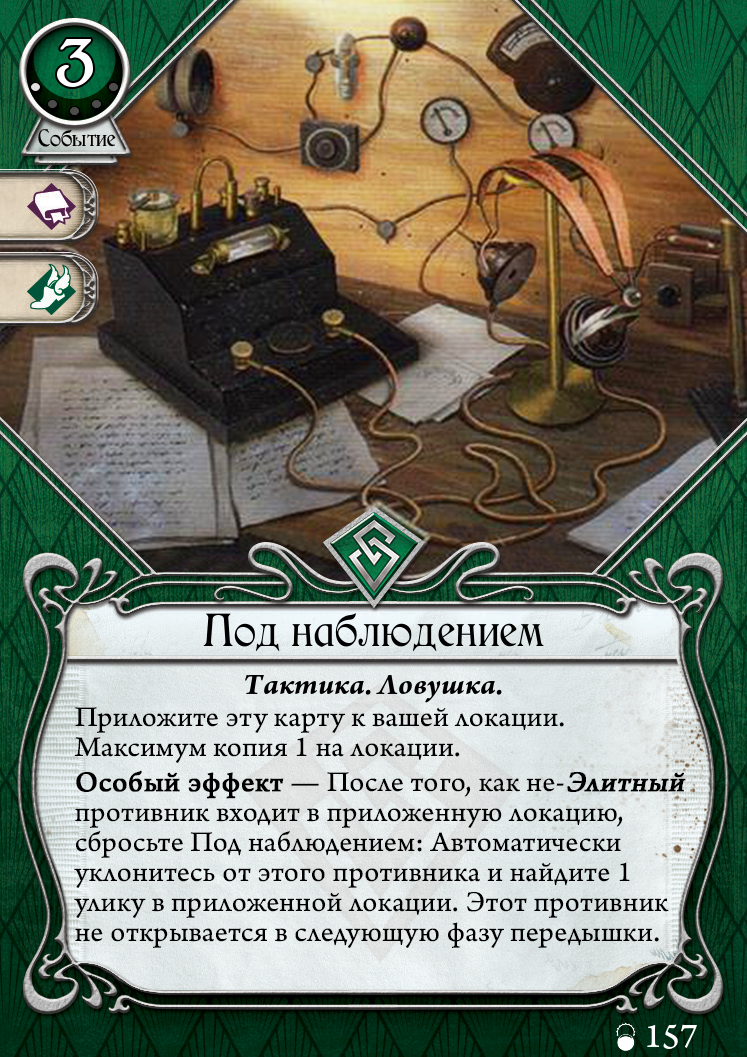 3
Событие
Под наблюдением
Тактика. Ловушка.
Приложите эту карту к вашей локации.
Максимум копия 1 на локации.
Особый эффект — После того, как не-Элитный
противник входит в приложенную локацию,
сбросьте Под наблюдением: Автоматически
уклонитесь от этого противника и найдите 1
улику в приложенной локации. Этот противник
не открывается в следующую фазу передышки.
157